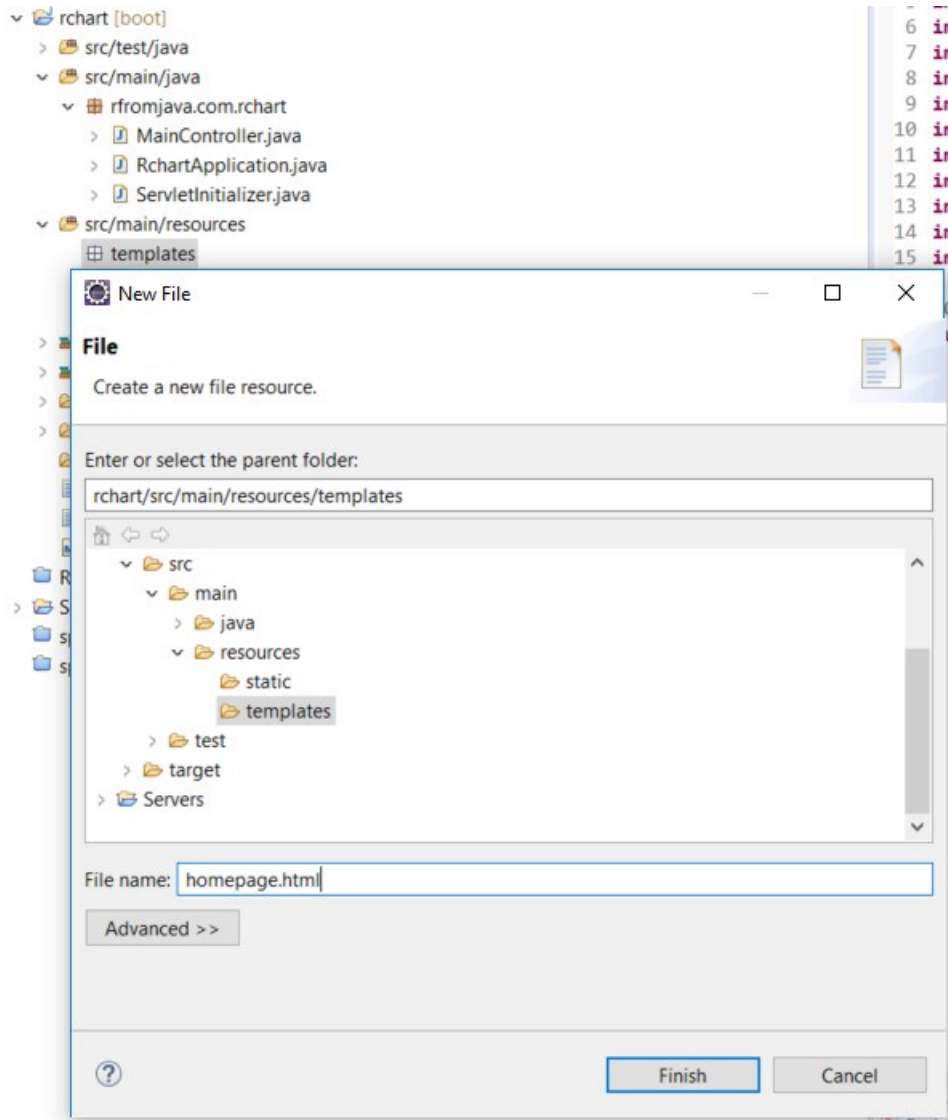 rchart [boot]
src/test/java
src/main/java
rfromjava.com.rchart
MainController.java
RchartApplication.java
ServletInitializer.java
src/main/resources
templates
6
7
8
9
10
11
12
13
14
15
New File
File
Create a new file resource.
Enter or select the parent folder:
rchart/src/main/resources/templates
src
main
java
resources
static
templates
test
target
Servers
File name: homepage.html
Advanced >>
? Finish Cancel